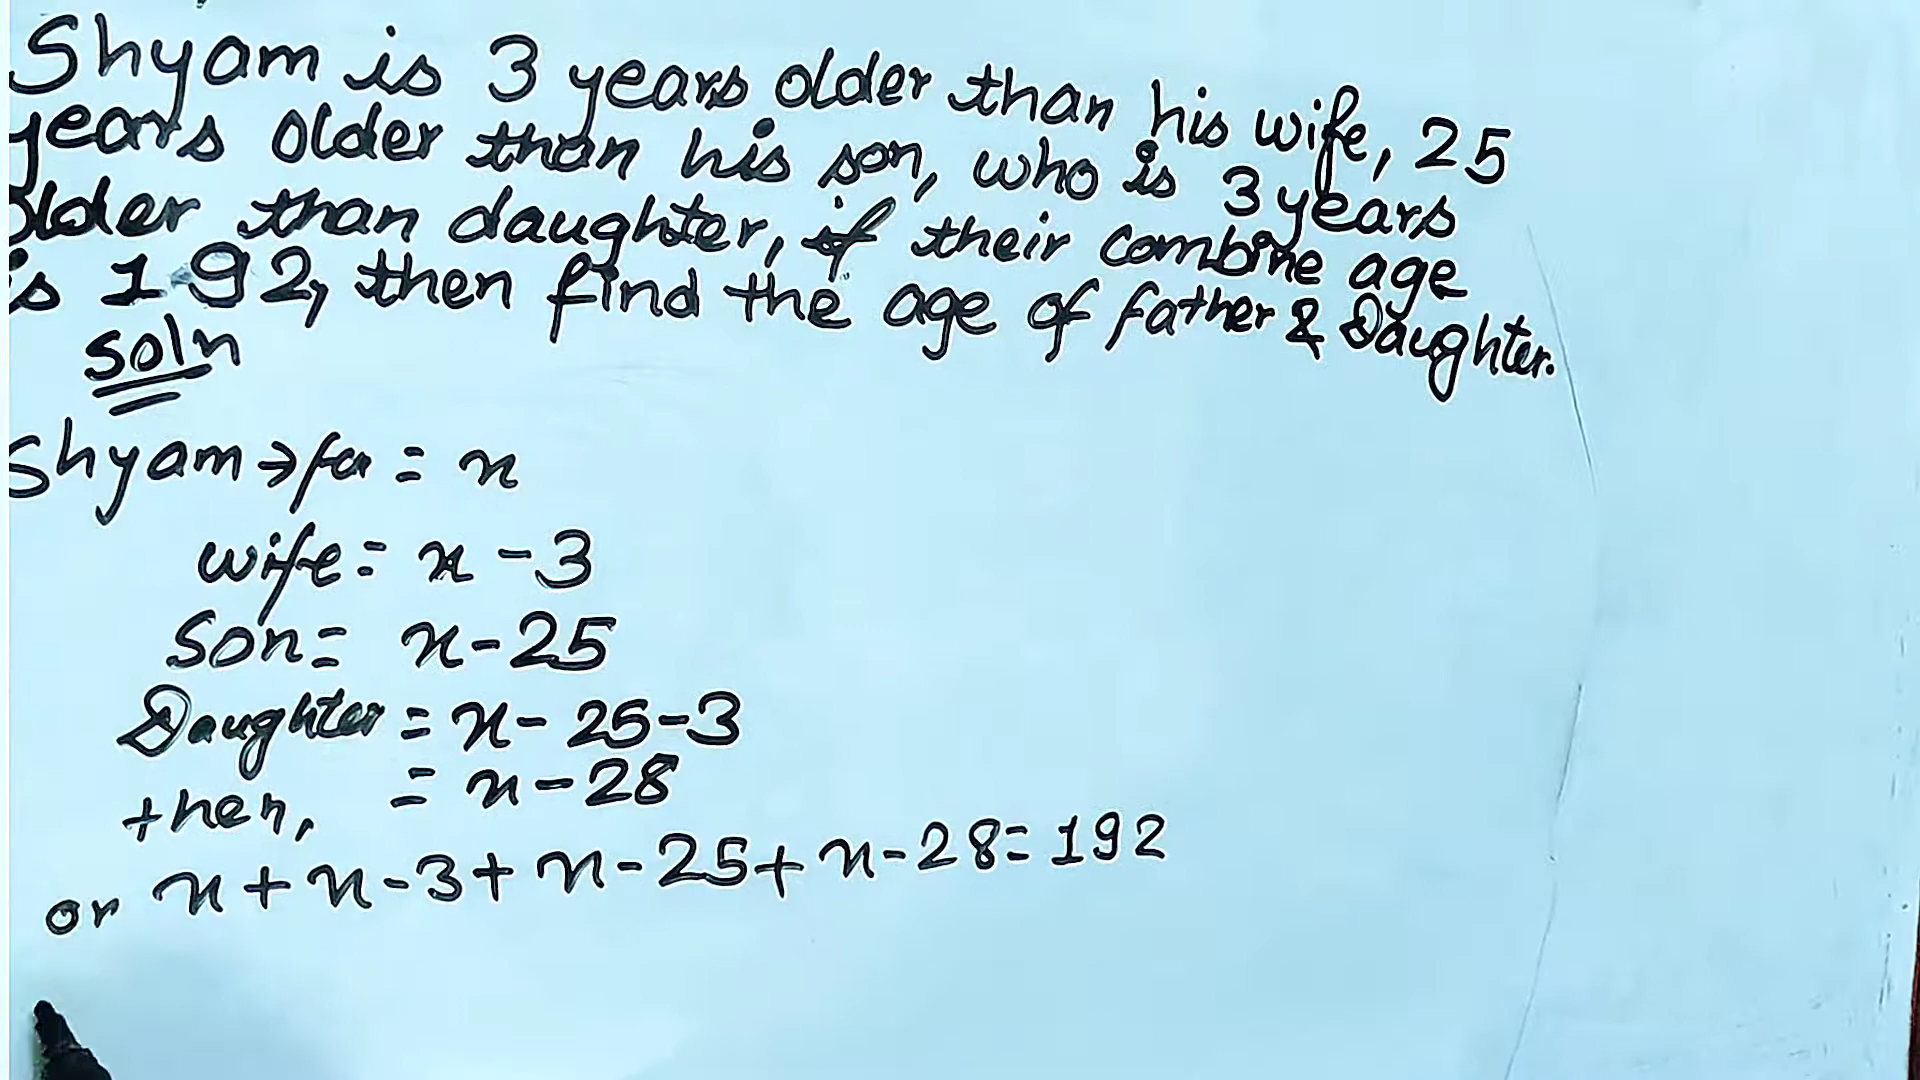 Shyam is 3 years older than his wife, 25
years older than his son, who is 3 years
older than daughter, if their combine age
is 192, then find the age of father & Daughter.
soln
Shyam → fa = x
wife = x - 3
Son = x - 25
Daughter = x - 25 - 3
= x - 28
then,
or x + x - 3 + x - 25 + x - 28 = 192